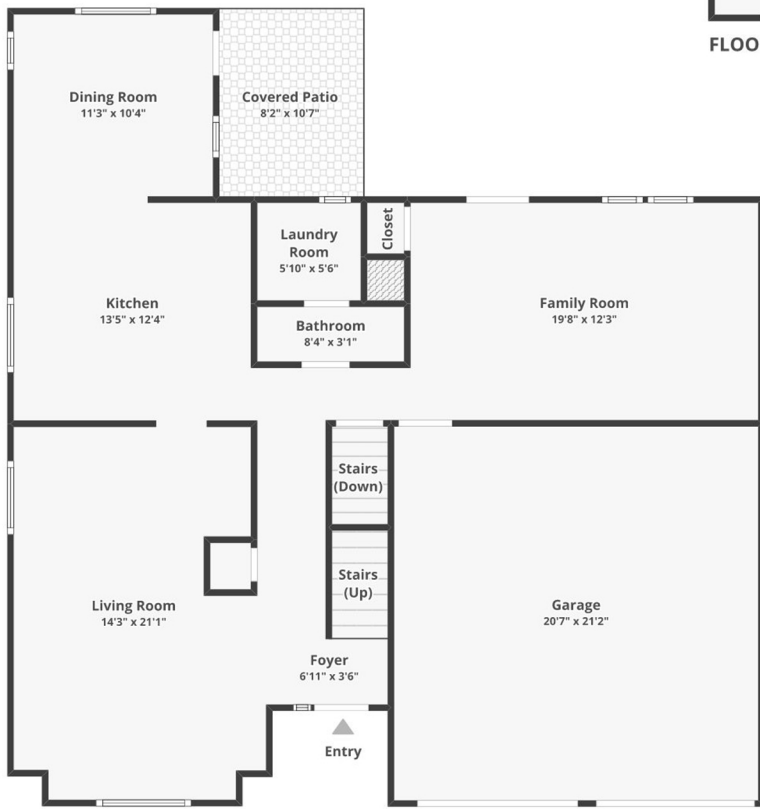 FLOO
Dining Room
11'3" x 10'4"
Covered Patio
8'2" x 10'7"
Laundry
Room
5'10" x 5'6"
Closet
Kitchen
13'5" x 12'4"
Bathroom
8'4" x 3'1"
Family Room
19'8" x 12'3"
Stairs
(Down)
Stairs
(Up)
Living Room
14'3" x 21'1"
Garage
20'7" x 21'2"
Foyer
6'11" x 3'6"
Entry